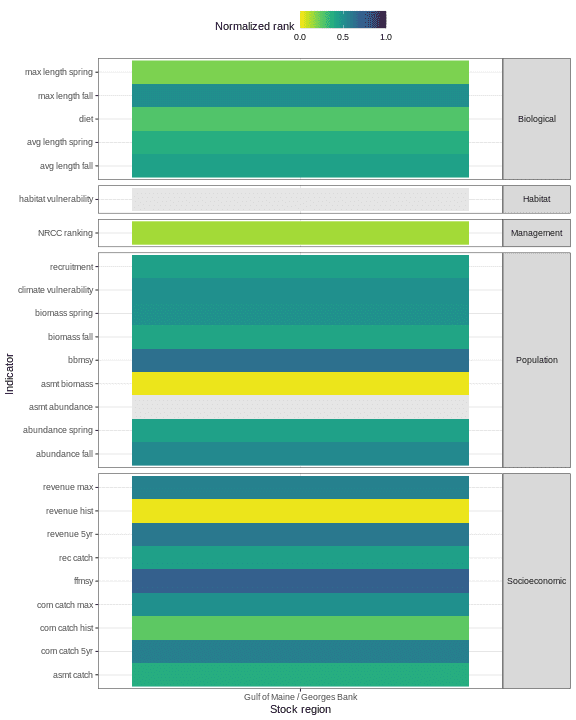 Normalized rank
0.0 0.5 1.0
max length spring
max length fall
diet
avg length spring
avg length fall
Biological
habitat vulnerability
Habitat
NRCC ranking
Management
recruitment
climate vulnerability
biomass spring
biomass fall
bbmsy
asmt biomass
asmt abundance
abundance spring
abundance fall
Population
revenue max
revenue hist
revenue 5yr
rec catch
ffmsy
com catch max
com catch hist
com catch 5yr
asmt catch
Socioeconomic
Indicator
Gulf of Maine / Georges Bank
Stock region